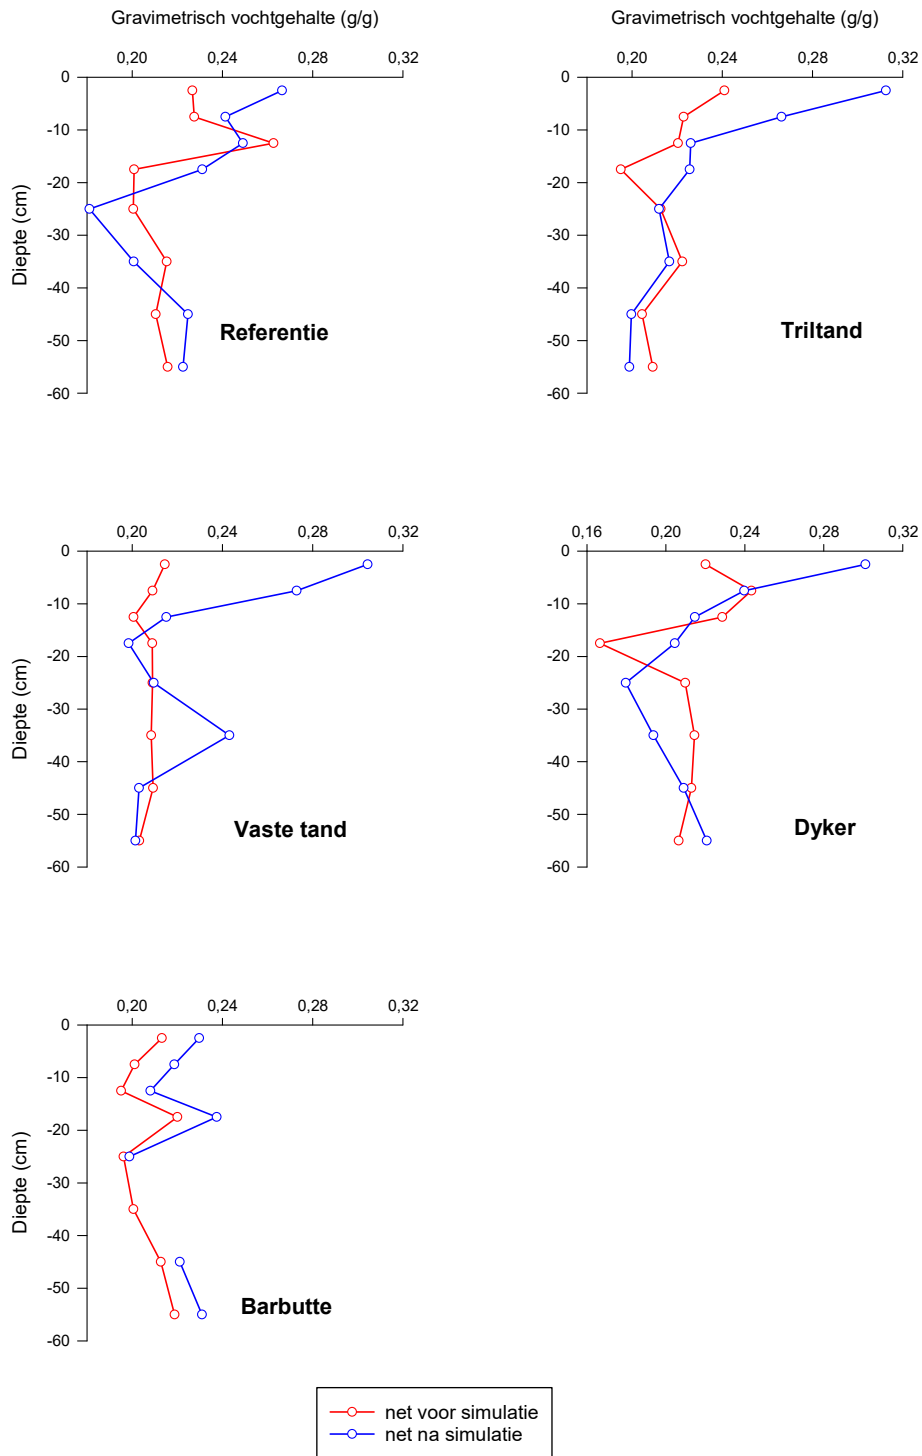 Gravimetrisch vochtgehalte (g/g)
0,20 0,24 0,28 0,32
0
-10
-20
-30
-40
-50
-60
Diepte (cm)
Referentie
Gravimetrisch vochtgehalte (g/g)
0,20 0,24 0,28 0,32
0
-10
-20
-30
-40
-50
-60
Diepte (cm)
Triltand
0,20 0,24 0,28 0,32
0
-10
-20
-30
-40
-50
-60
Diepte (cm)
Vaste tand
0,16 0,20 0,24 0,28 0,32
0
-10
-20
-30
-40
-50
-60
Dyker
0,20 0,24 0,28 0,32
0
-10
-20
-30
-40
-50
-60
Diepte (cm)
Barbutte
net voor simulatie
net na simulatie